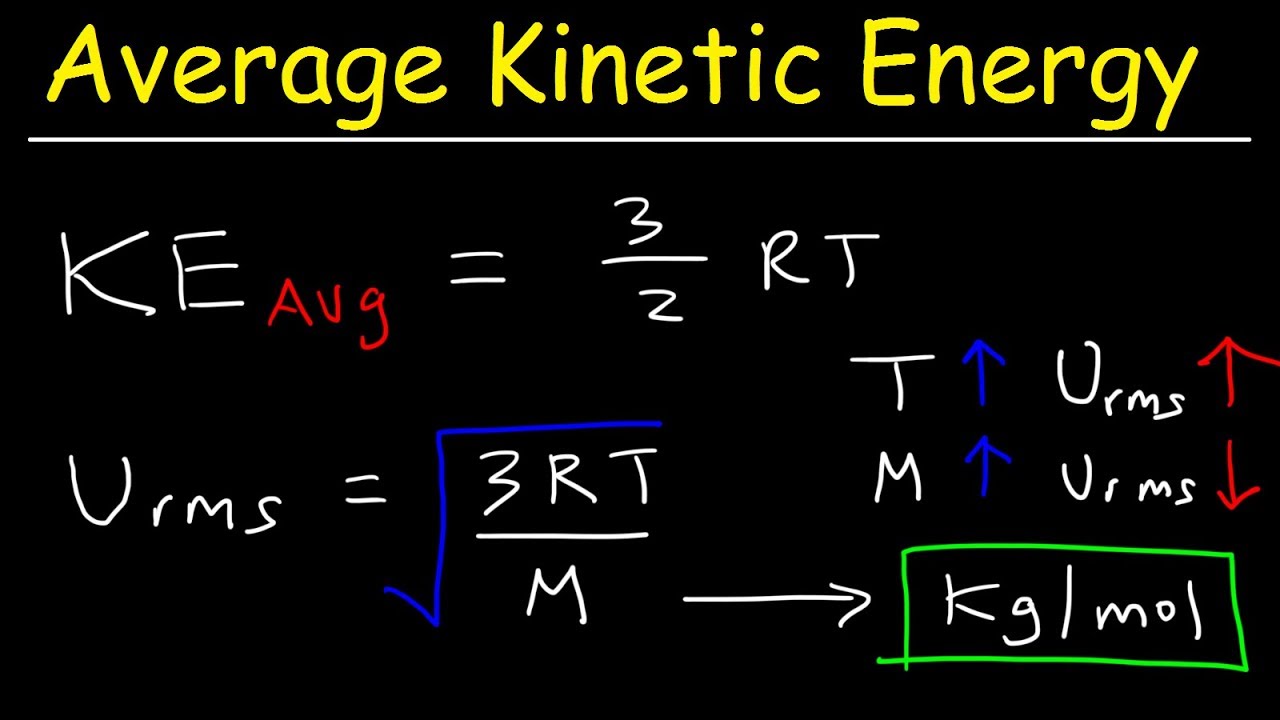 Average Kinetic Energy
KE Avg = 3/2 RT
T ↑ Urms ↑
M ↑ Urms ↓
Urms = √(3RT/M) → Kg/mol